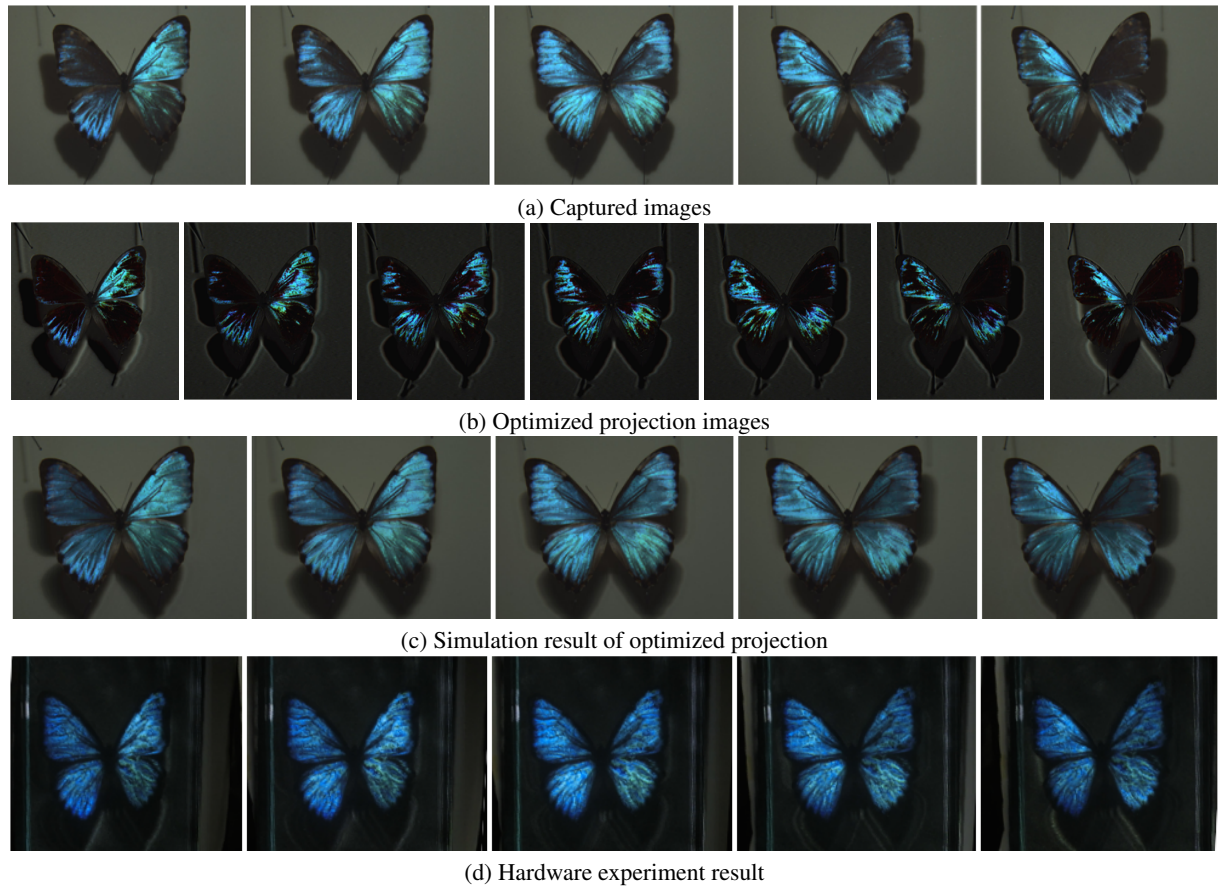 (a) Captured images
(b) Optimized projection images
(c) Simulation result of optimized projection
(d) Hardware experiment result